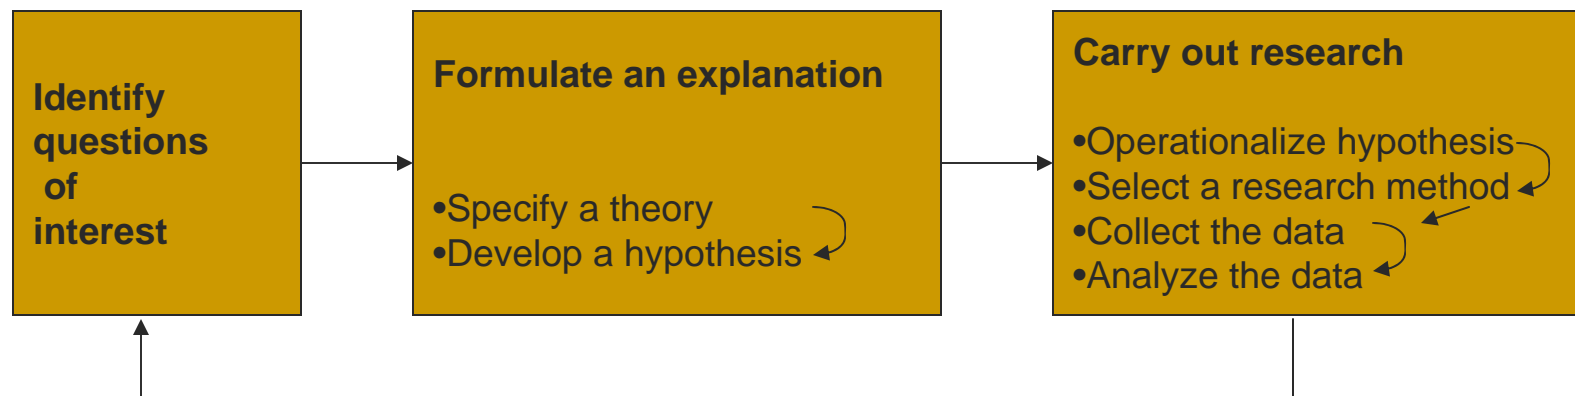 Identify
questions
of
interest
Formulate an explanation
•Specify a theory
•Develop a hypothesis
Carry out research
•Operationalize hypothesis
•Select a research method
•Collect the data
•Analyze the data